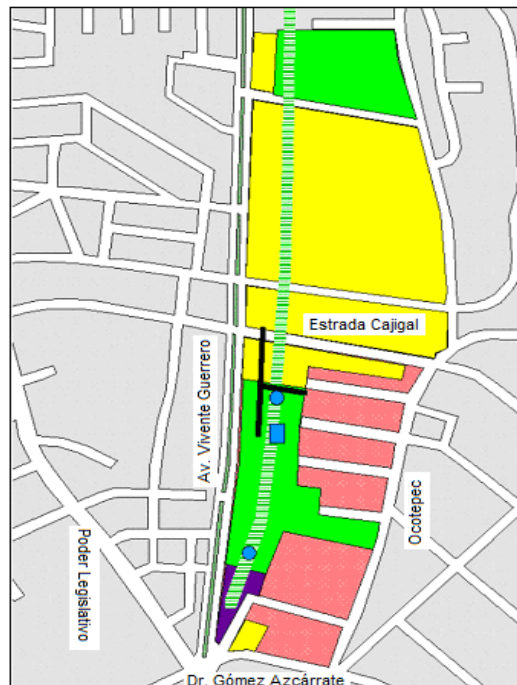 Estrada Cajigal
Av. Vivente Guerrero
Ocotepec
Poder Legislativo
Dr. Gómez Azcárrate